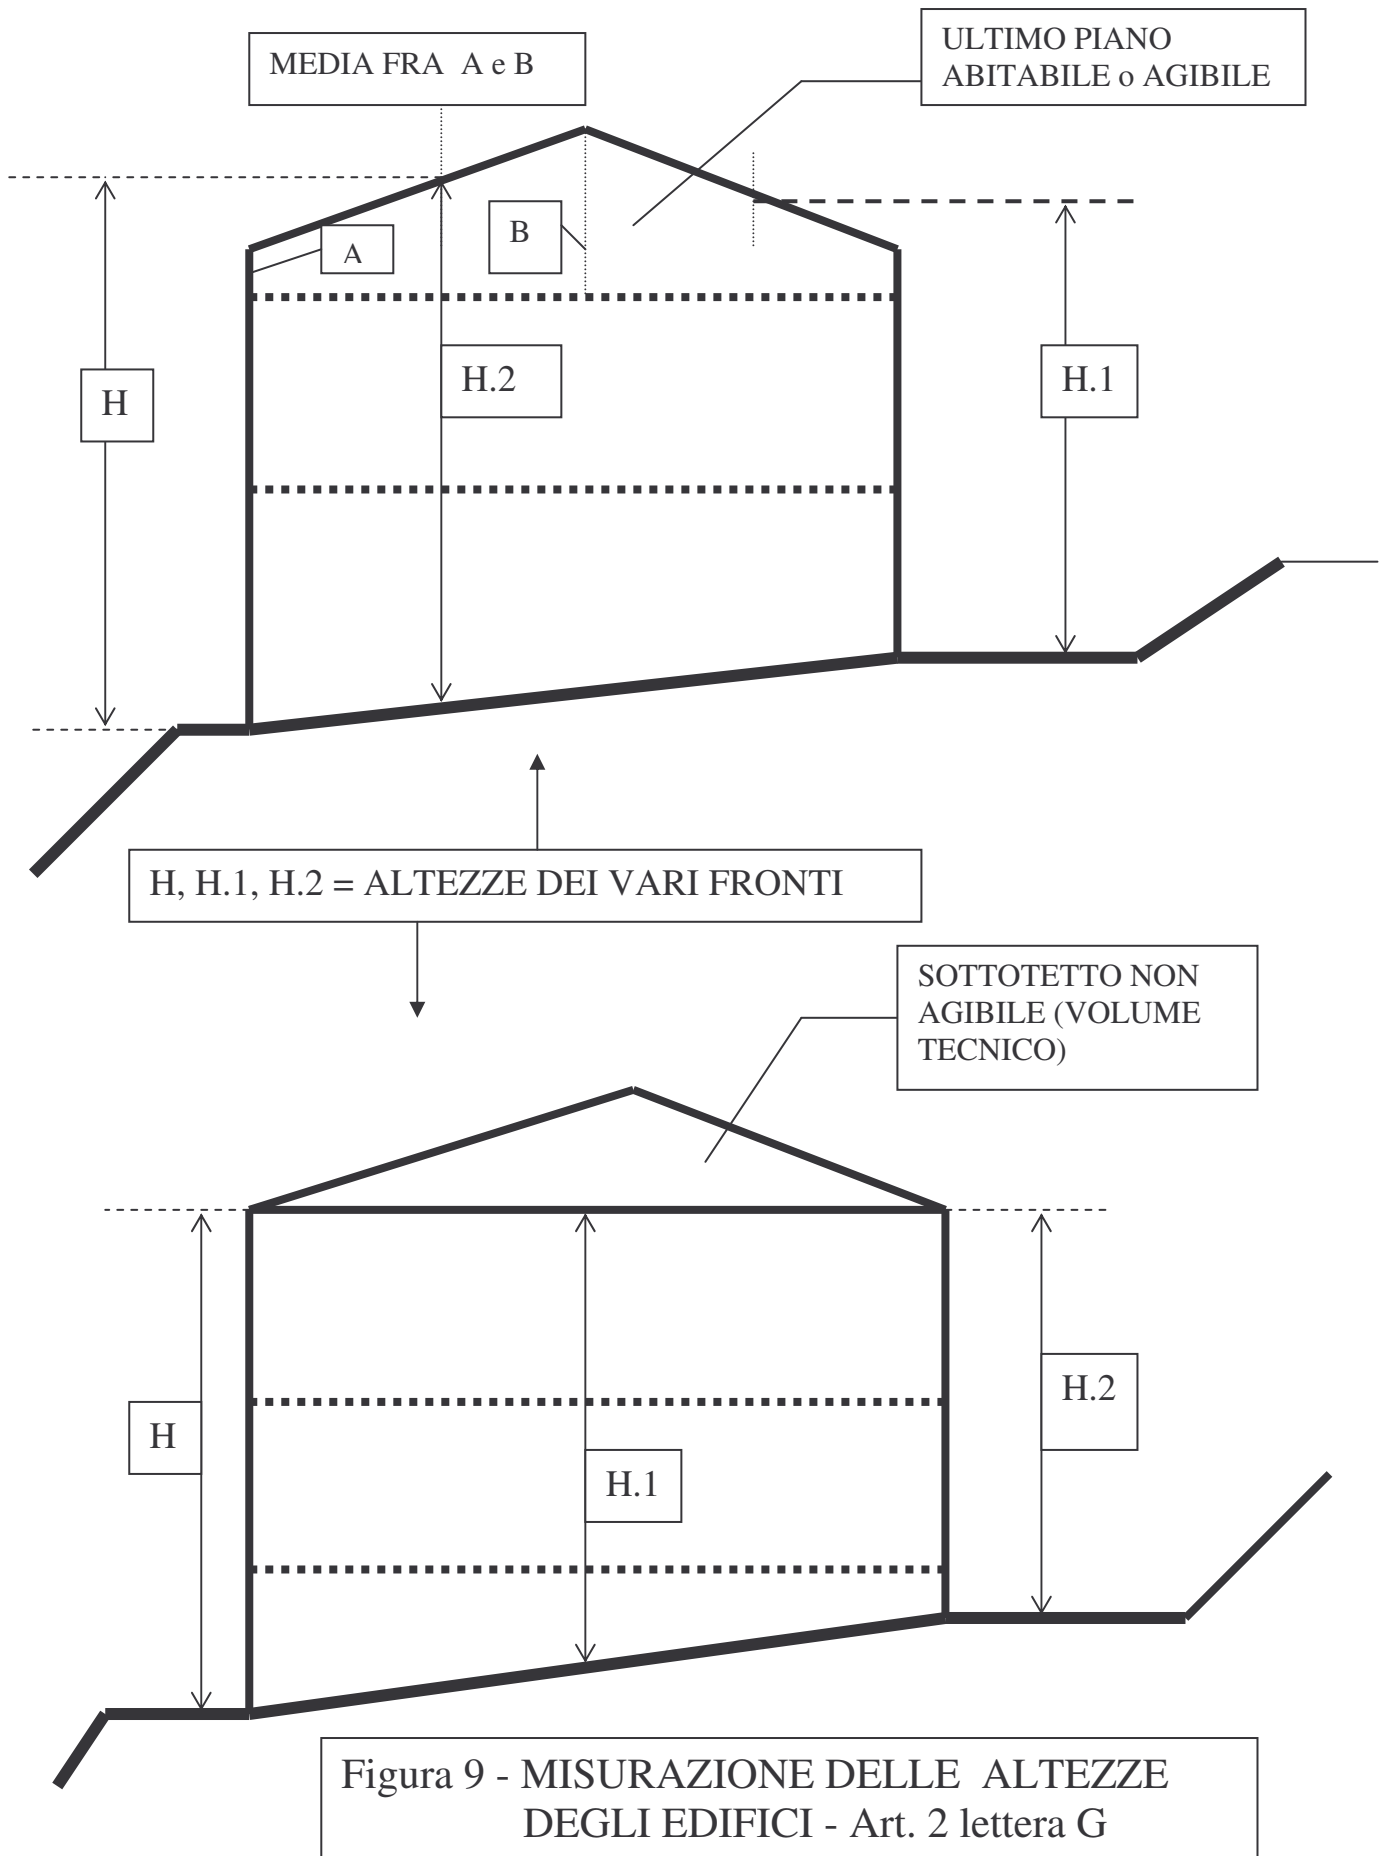 MEDIA FRA A e B
ULTIMO PIANO
ABITABILE o AGIBILE
A
B
H
H.2
H.1
H, H.1, H.2 = ALTEZZE DEI VARI FRONTI
SOTTOTETTO NON
AGIBILE (VOLUME
TECNICO)
H
H.1
H.2
Figura 9 - MISURAZIONE DELLE ALTEZZE
DEGLI EDIFICI - Art. 2 lettera G